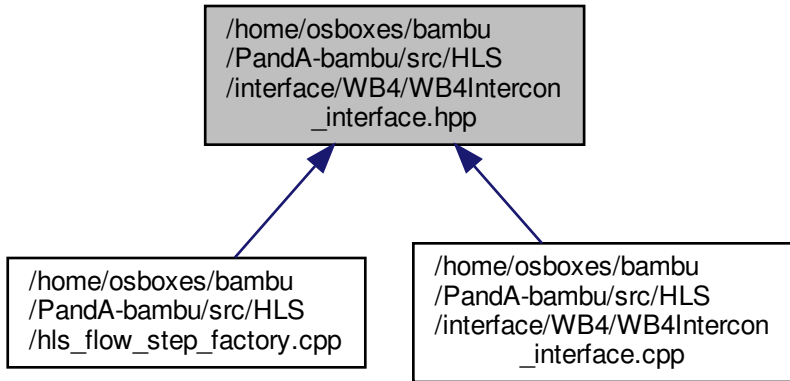 /home/osboxes/bambu
/PandA-bambu/src/HLS
/interface/WB4/WB4Intercon
_interface.hpp
/home/osboxes/bambu
/PandA-bambu/src/HLS
/hls_flow_step_factory.cpp
/home/osboxes/bambu
/PandA-bambu/src/HLS
/interface/WB4/WB4Intercon
_interface.cpp